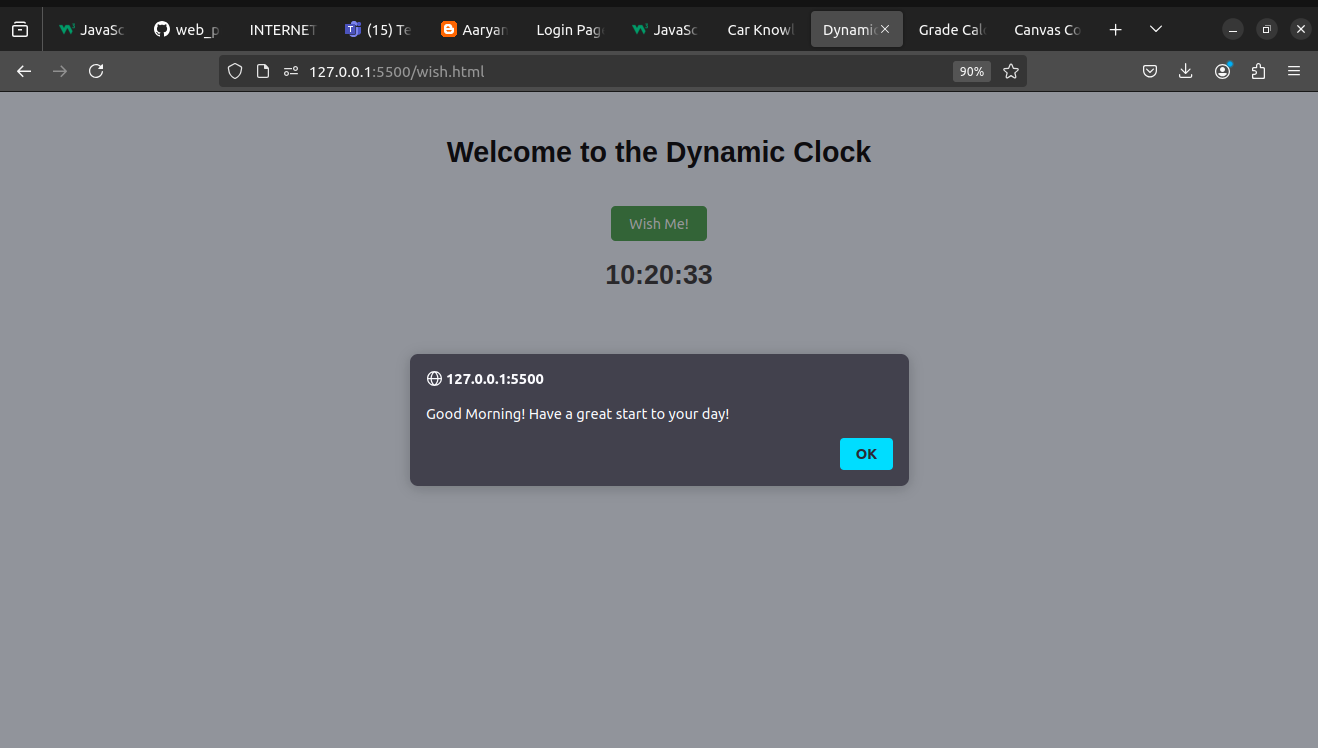 JavaSc
web_p
INTERNET
(15) Te
Aaryan
Login Page
JavaSc
Car Knowl
Dynamic
Grade Calc
Canvas Co
127.0.0.1:5500/wish.html
90%
Welcome to the Dynamic Clock
Wish Me!
10:20:33
127.0.0.1:5500
Good Morning! Have a great start to your day!
OK